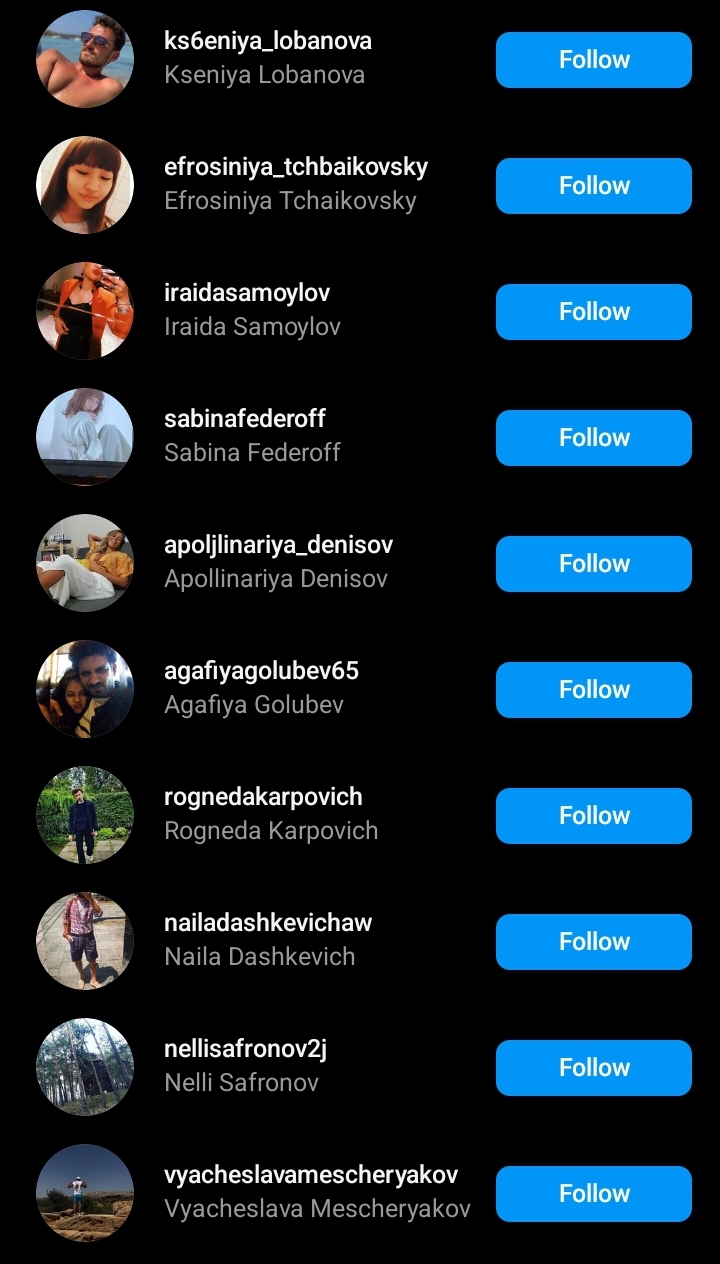 ks6eniya_lobanova
Kseniya Lobanova
Follow
efrosiniya_tchbaikovsky
Efrosiniya Tchaikovsky
Follow
iraidasamoylov
Iraida Samoylov
Follow
sabinafederoff
Sabina Federoff
Follow
apoljlinariya_denisov
Apollinariya Denisov
Follow
agafiyagolubev65
Agafiya Golubev
Follow
rognedakarpovich
Rogneda Karpovich
Follow
nailadashkevichaw
Naila Dashkevich
Follow
nellisafronov2j
Nelli Safronov
Follow
vyacheslavamescheryakov
Vyacheslava Mescheryakov
Follow